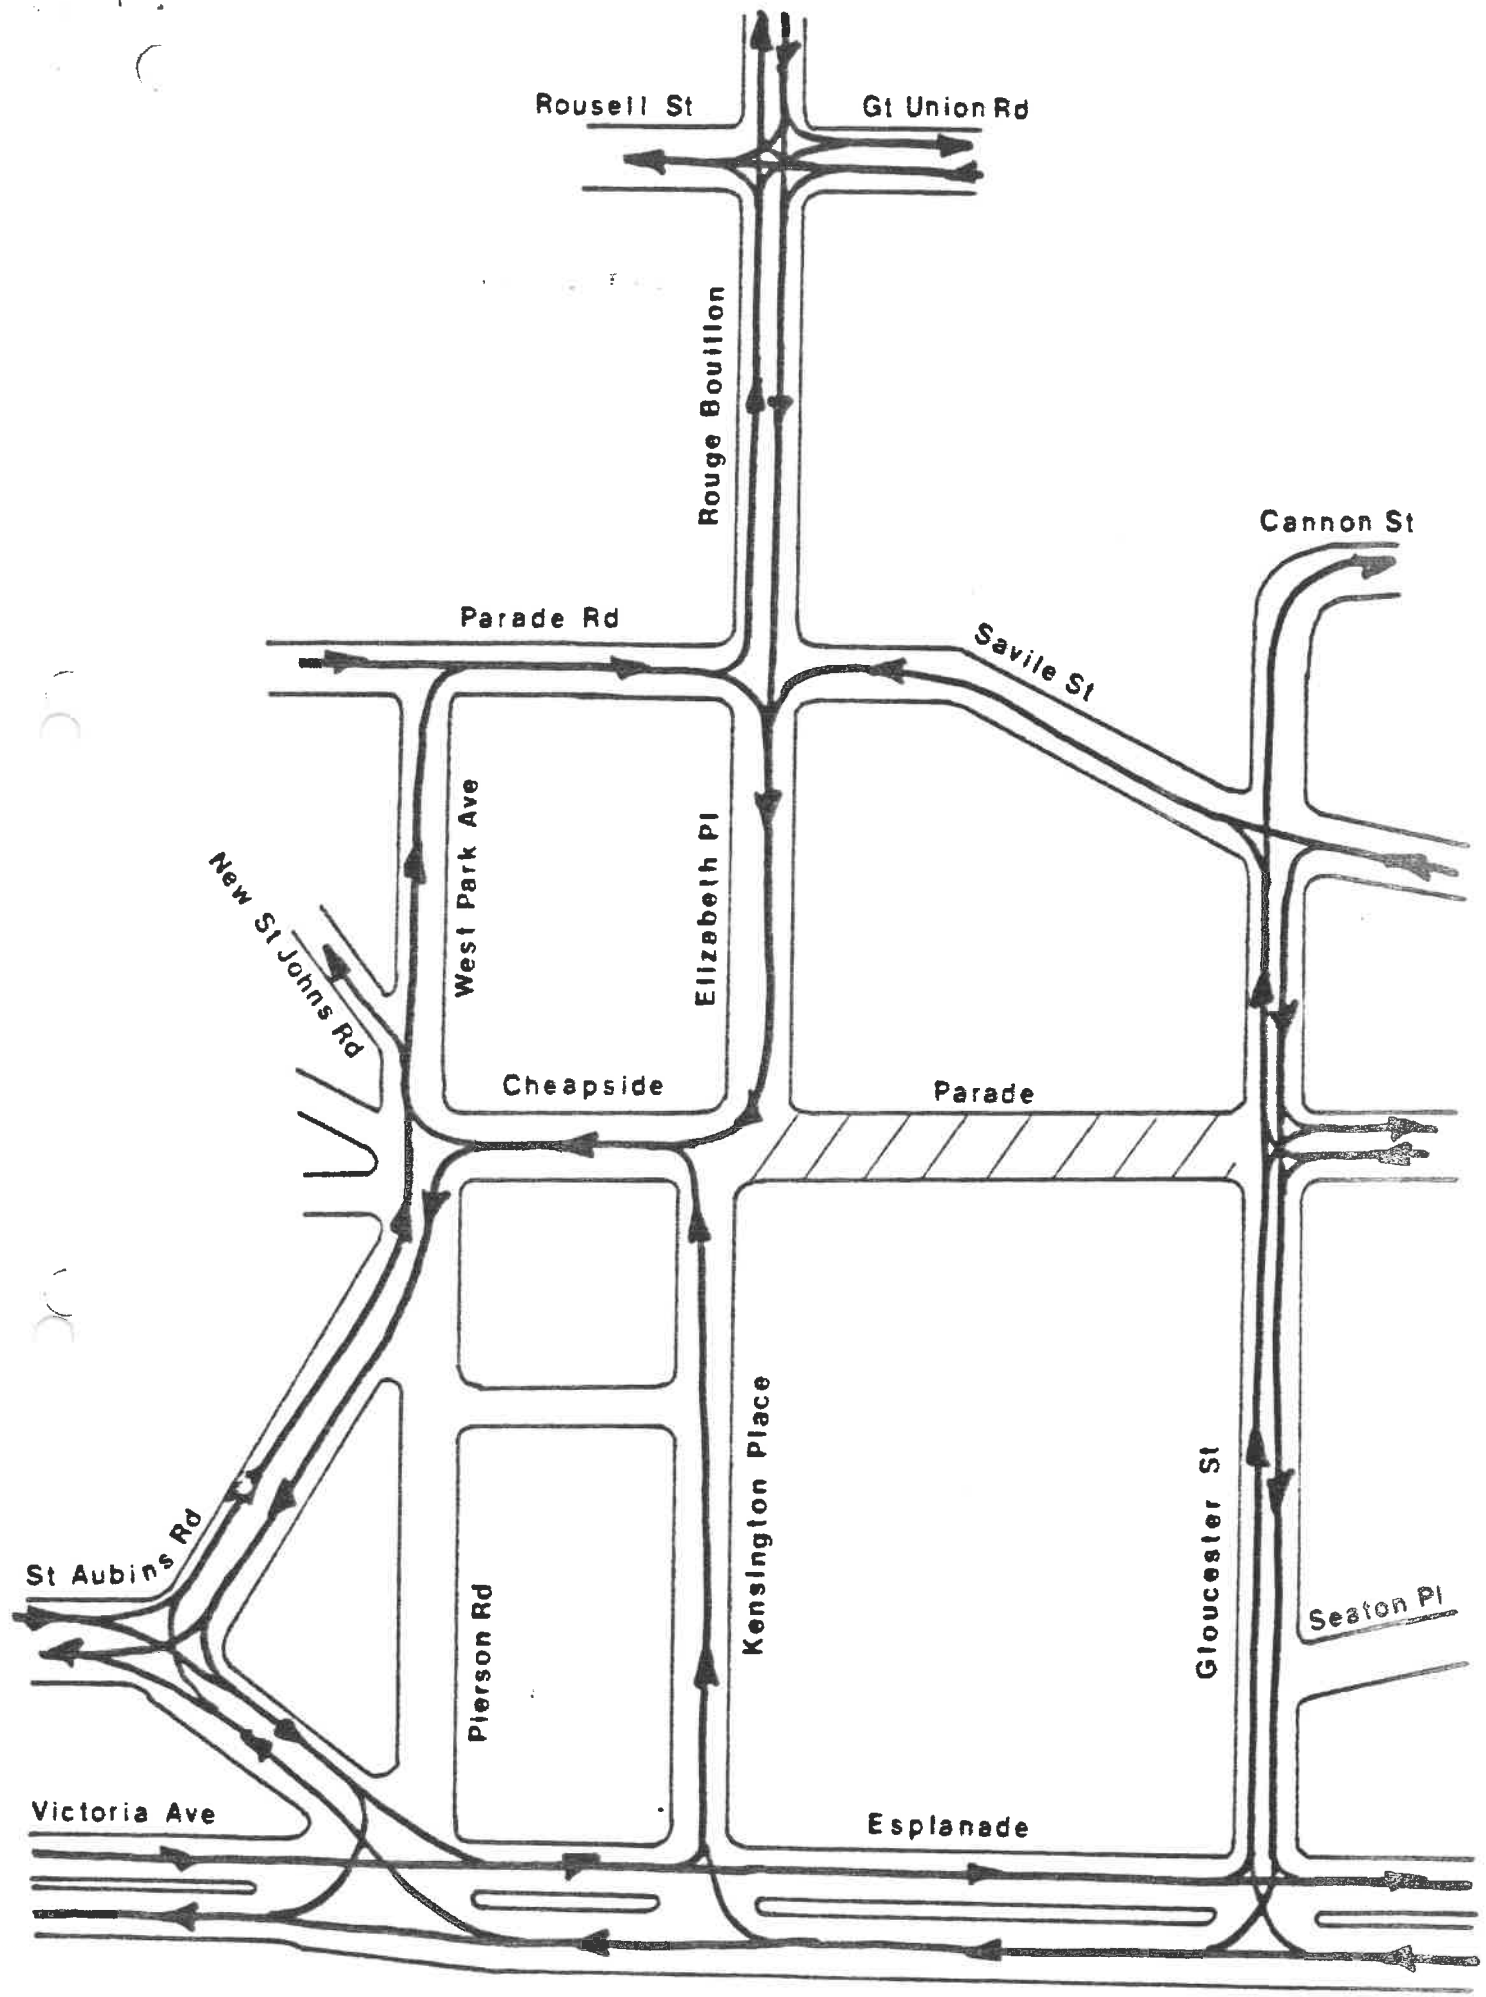 Rousell St
Gt Union Rd
Rouge Bouillon
Cannon St
Parade Rd
Savile St
West Park Ave
Elizabeth Pl
New St Johns Rd
Cheapside
Parade
Kensington Place
Gloucester St
St Aubins Rd
Pierson Rd
Seaton Pl
Victoria Ave
Esplanade